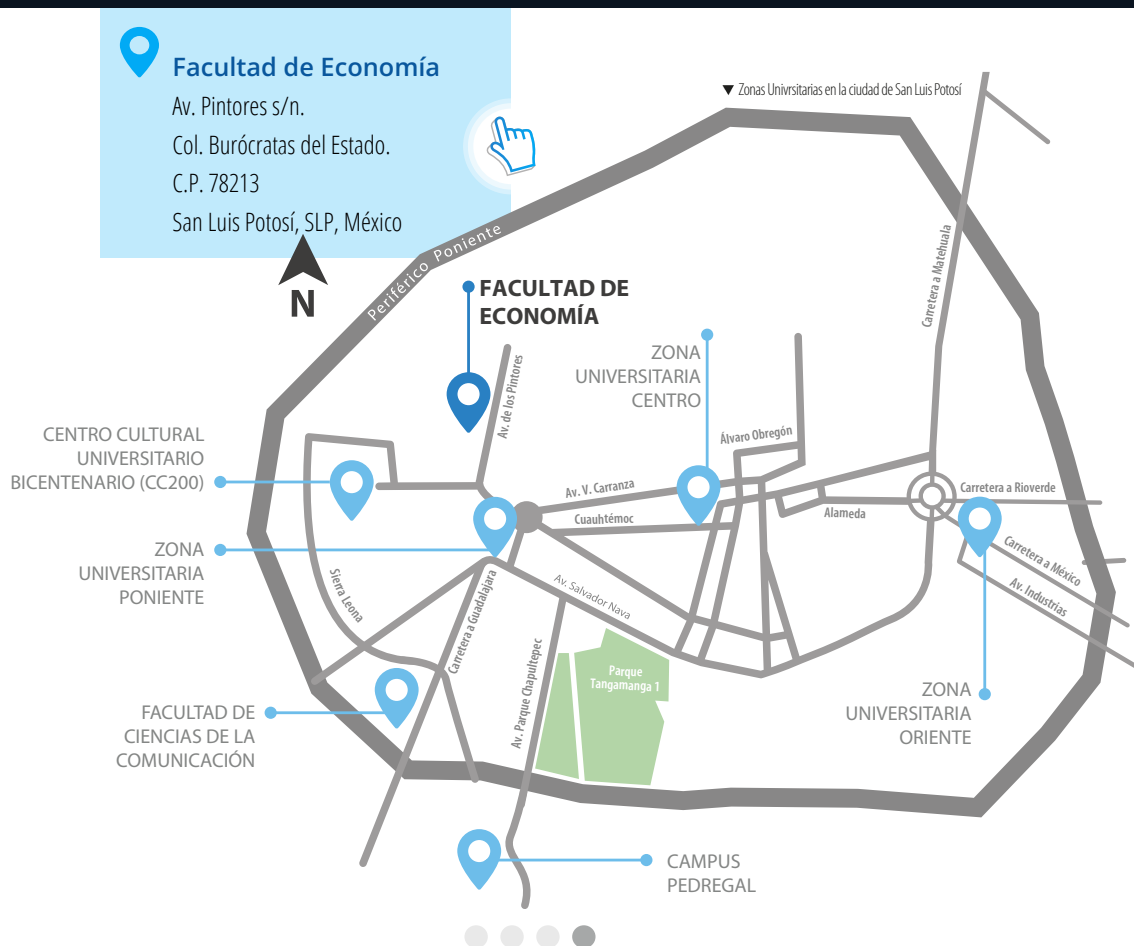 Facultad de Economía
Av. Pintores s/n.
Col. Burócratas del Estado.
C.P. 78213
San Luis Potosí, SLP, México
▼ Zonas Univrsitarias en la ciudad de San Luis Potosí
N
Periférico Poniente
Carretera a Matehuala
FACULTAD DE
ECONOMÍA
Av. de los Pintores
ZONA
UNIVERSITARIA
CENTRO
CENTRO CULTURAL
UNIVERSITARIO
BICENTENARIO (CC200)
Álvaro Obregón
Av. V. Carranza
Cuauhtémoc
Alameda
Carretera a Rioverde
ZONA
UNIVERSITARIA
PONIENTE
Sierra Leona
Carretera a Guadalajara
Av. Salvador Nava
Carretera a México
Av. Industrias
Av. Parque Chapultepec
Parque
Tangamanga 1
FACULTAD DE
CIENCIAS DE LA
COMUNICACIÓN
ZONA
UNIVERSITARIA
ORIENTE
CAMPUS
PEDREGAL